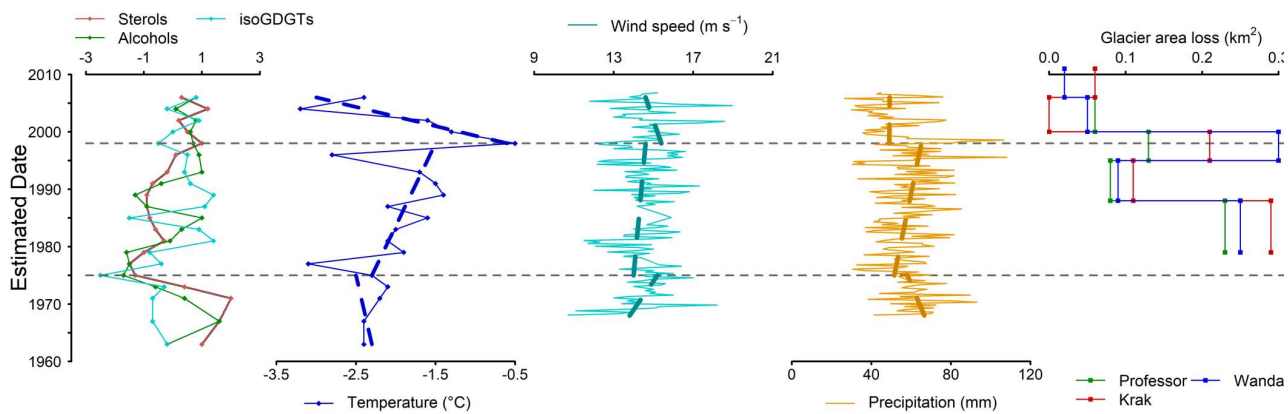 Sterols
isoGDGTs
Alcohols
Wind speed (m s⁻¹)
Glacier area loss (km²)
-3 -1 1 3
9 13 17 21
0.0 0.1 0.2 0.3
2010
2000
1990
1980
1970
1960
Estimated Date
-3.5 -2.5 -1.5 -0.5
0 40 80 120
Temperature (°C)
Precipitation (mm)
Professor
Wanda
Krak